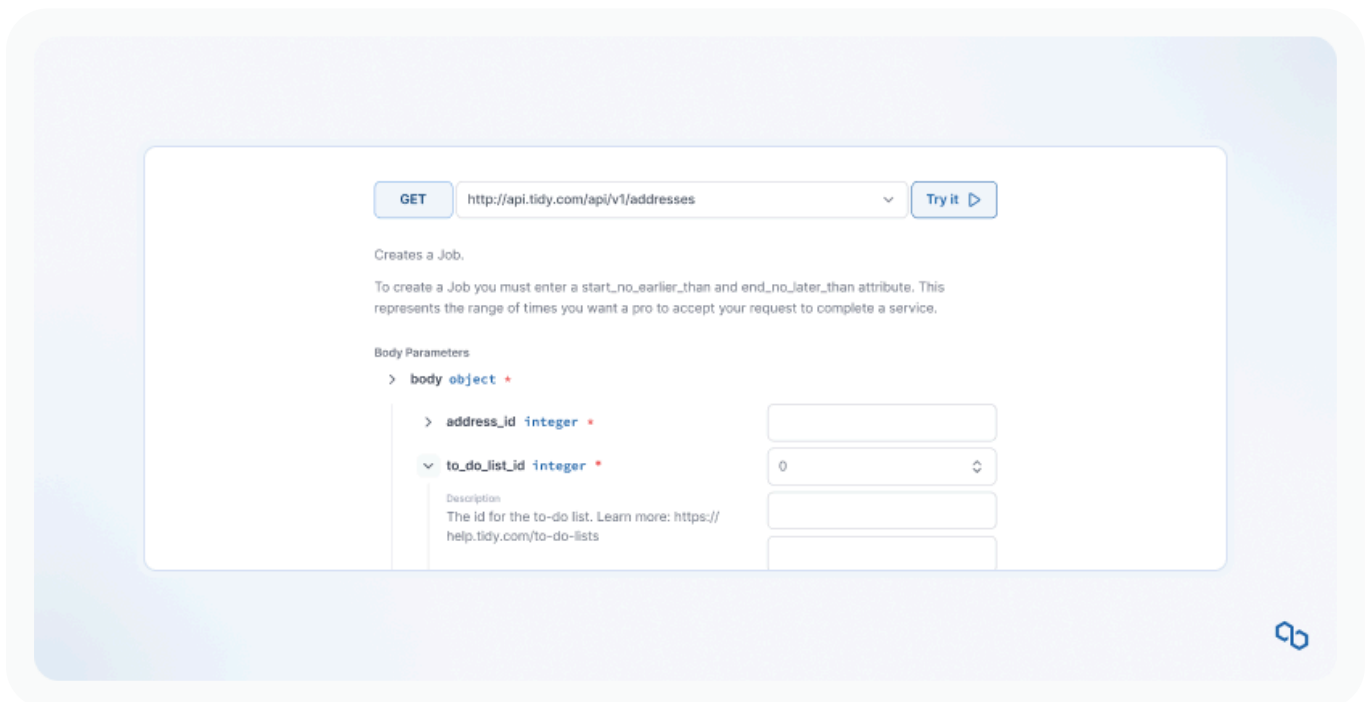 GET http://api.tidy.com/api/v1/addresses Try it
Creates a Job.
To create a Job you must enter a start_no_earlier_than and end_no_later_than attribute. This
represents the range of times you want a pro to accept your request to complete a service.
Body Parameters
body object *
address_id integer *
to_do_list_id integer * 0
Description
The id for the to-do list. Learn more: https://
help.tidy.com/to-do-lists